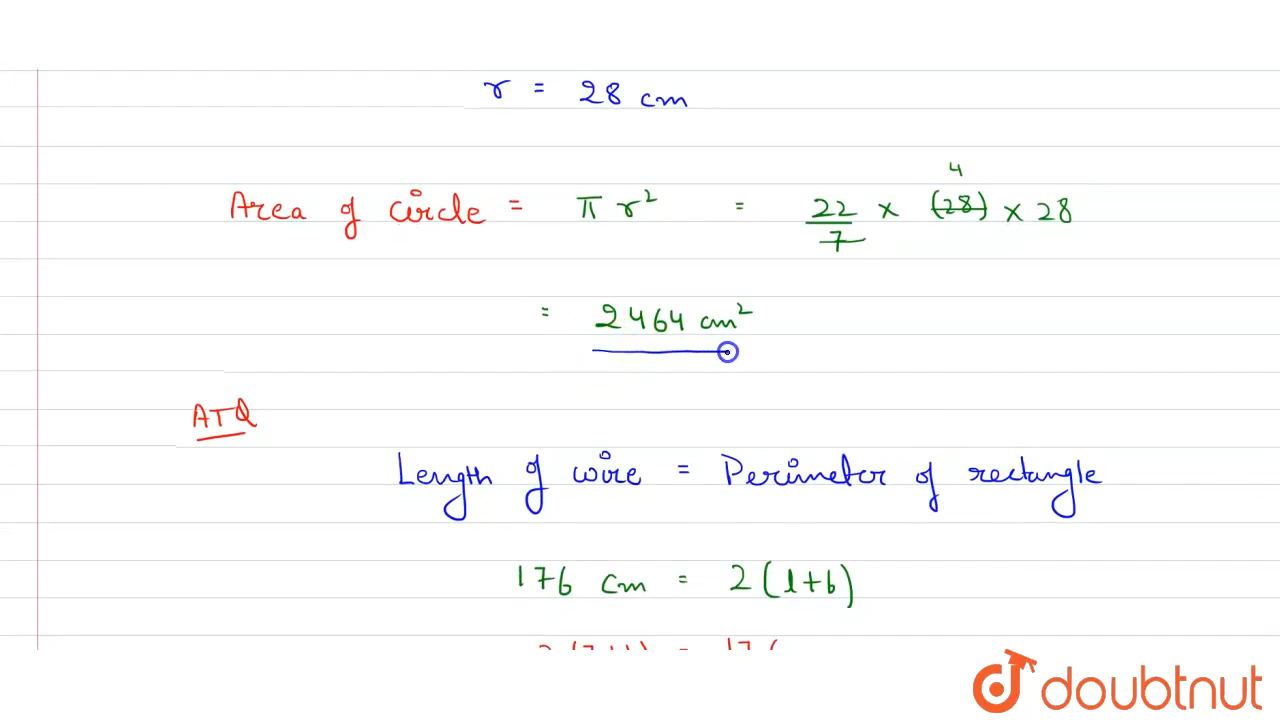 r = 28 cm
4
Area of circle = π r² = 22/7 × (28) × 28
= 2464 cm²
ATQ
Length of wire = Perimeter of rectangle
176 cm = 2(l+b)
doubtnut